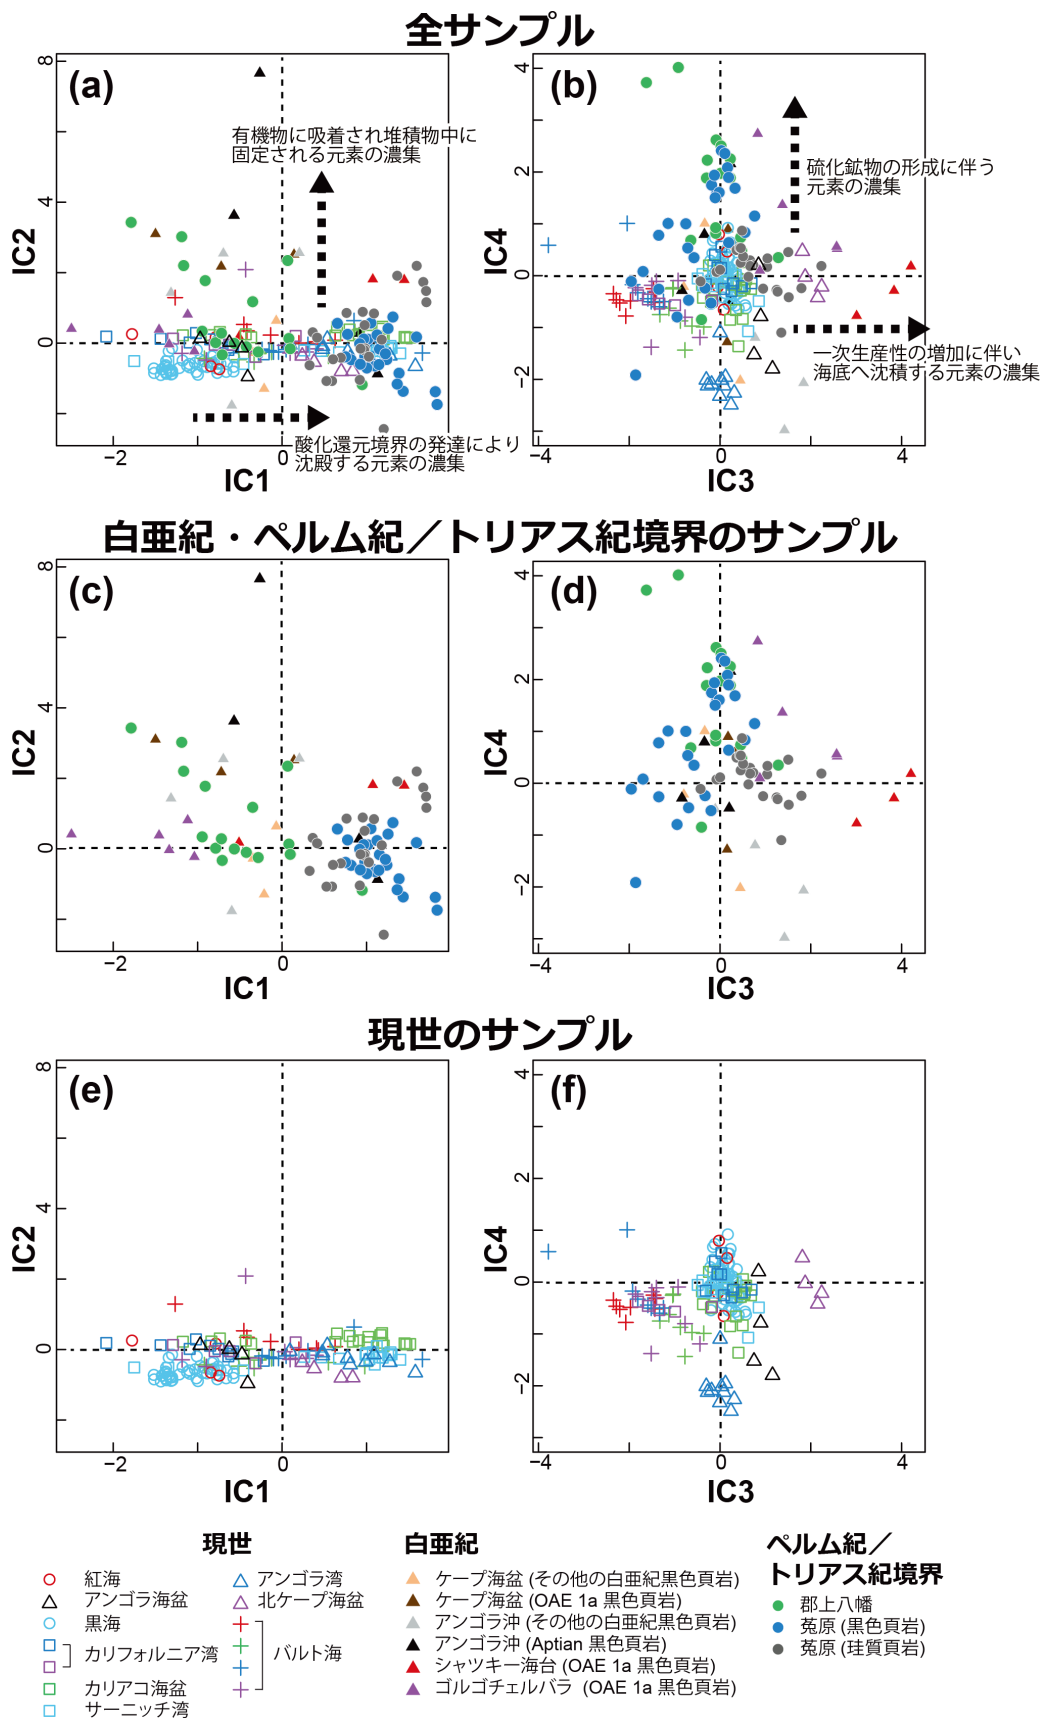 全サンプル
(a)
8
4
0
IC2
有機物に吸着され堆積物中に
固定される元素の濃集
酸化還元境界の発達により
沈殿する元素の濃集
−2
0
IC1
(b)
4
2
0
−2
IC4
硫化鉱物の形成に伴う
元素の濃集
一次生産性の増加に伴い
海底へ沈積する元素の濃集
−4
0
4
IC3
白亜紀・ペルム紀／トリアス紀境界のサンプル
(c)
8
4
0
IC2
−2
0
IC1
(d)
4
2
0
−2
IC4
−4
0
4
IC3
現世のサンプル
(e)
8
4
0
IC2
−2
0
IC1
(f)
4
2
0
−2
IC4
−4
0
4
IC3
現世
紅海
アンゴラ海盆
黒海
カリフォルニア湾
カリアコ海盆
サーニッチ湾
アンゴラ湾
北ケープ海盆
バルト海
白亜紀
ケープ海盆 (その他の白亜紀黒色頁岩)
ケープ海盆 (OAE 1a 黒色頁岩)
アンゴラ沖 (その他の白亜紀黒色頁岩)
アンゴラ沖 (Aptian 黒色頁岩)
シャツキー海台 (OAE 1a 黒色頁岩)
ゴルゴチェルバラ (OAE 1a 黒色頁岩)
ペルム紀／
トリアス紀境界
郡上八幡
菟原 (黒色頁岩)
菟原 (珪質頁岩)